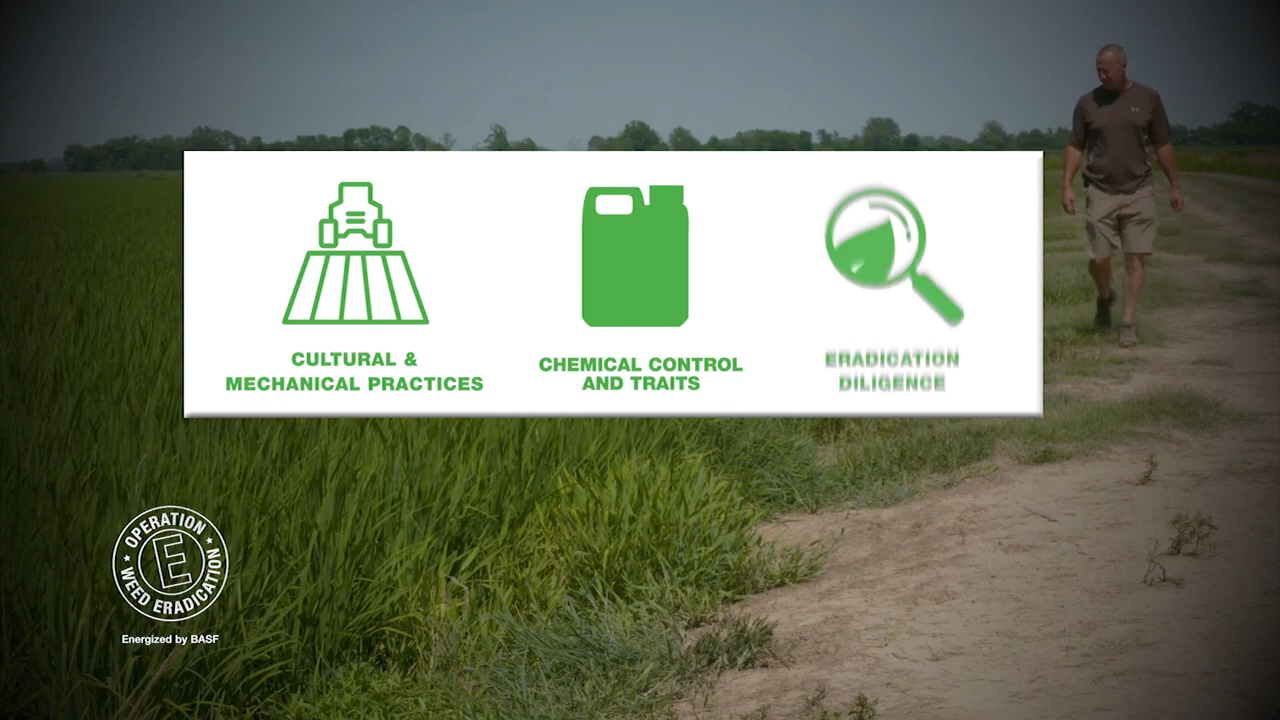 CULTURAL &
MECHANICAL PRACTICES
CHEMICAL CONTROL
AND TRAITS
ERADICATION
DILIGENCE
OPERATION
E
WEED ERADICATION
Energized by BASF